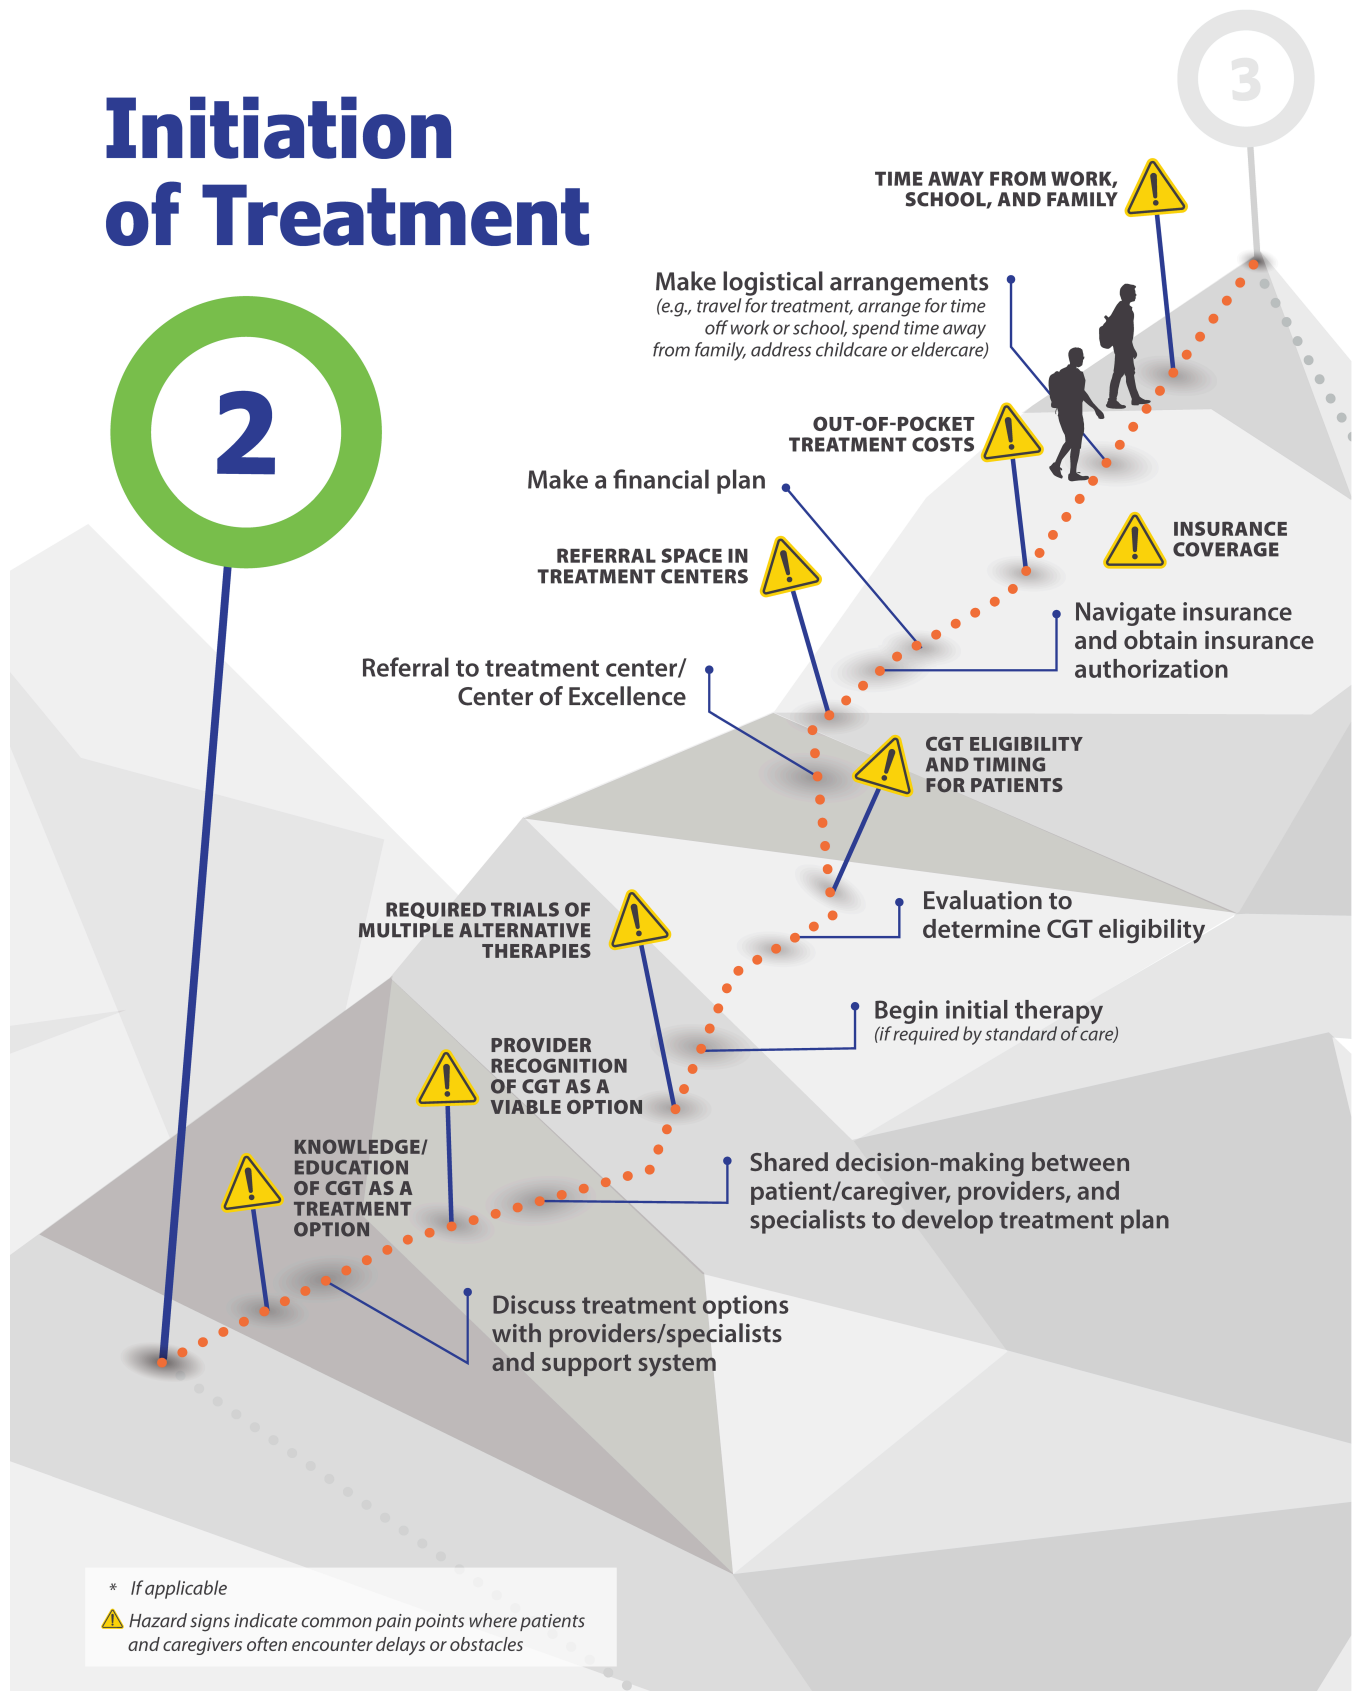 3
Initiation
of Treatment
2
TIME AWAY FROM WORK,
SCHOOL, AND FAMILY
Make logistical arrangements
(e.g., travel for treatment, arrange for time
off work or school, spend time away
from family, address childcare or eldercare)
OUT-OF-POCKET
TREATMENT COSTS
Make a financial plan
INSURANCE
COVERAGE
REFERRAL SPACE IN
TREATMENT CENTERS
Navigate insurance
and obtain insurance
authorization
Referral to treatment center/
Center of Excellence
CGT ELIGIBILITY
AND TIMING
FOR PATIENTS
REQUIRED TRIALS OF
MULTIPLE ALTERNATIVE
THERAPIES
Evaluation to
determine CGT eligibility
Begin initial therapy
(if required by standard of care)
PROVIDER
RECOGNITION
OF CGT AS A
VIABLE OPTION
KNOWLEDGE/
EDUCATION
OF CGT AS A
TREATMENT
OPTION
Shared decision-making between
patient/caregiver, providers, and
specialists to develop treatment plan
Discuss treatment options
with providers/specialists
and support system
* If applicable
Hazard signs indicate common pain points where patients
and caregivers often encounter delays or obstacles